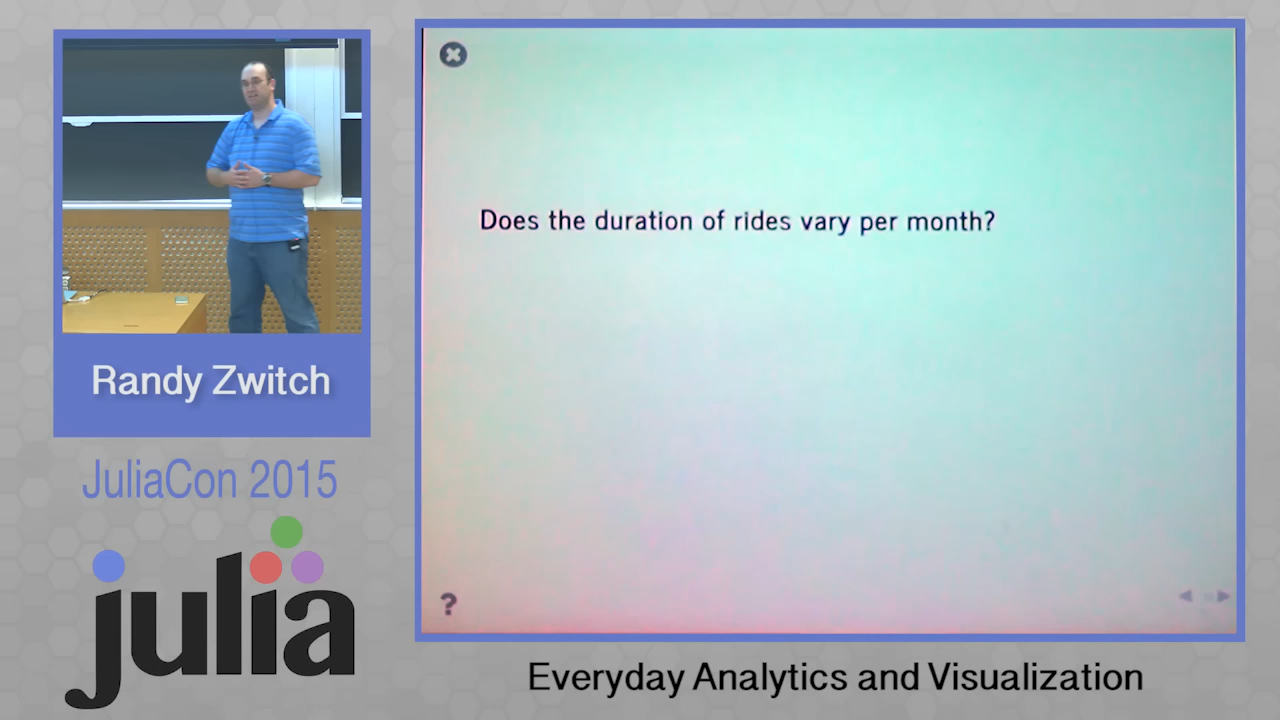 Does the duration of rides vary per month?
?
Randy Zwitch
JuliaCon 2015
julia
Everyday Analytics and Visualization